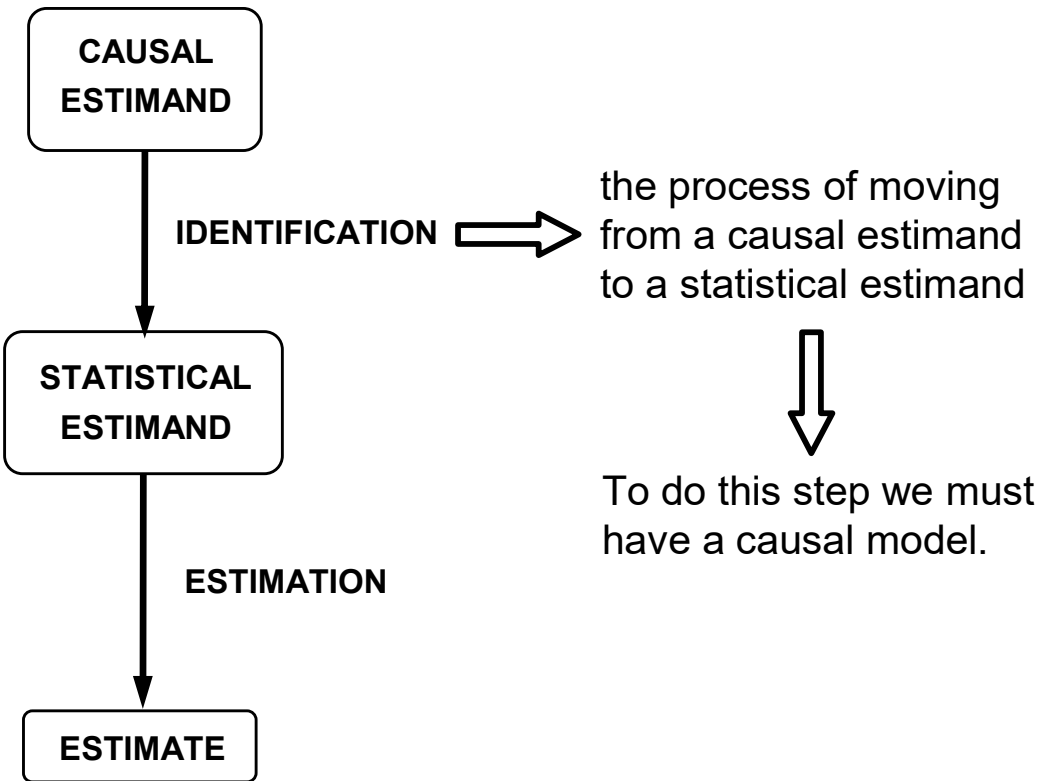 CAUSAL
ESTIMAND
IDENTIFICATION
the process of moving
from a causal estimand
to a statistical estimand
STATISTICAL
ESTIMAND
To do this step we must
have a causal model.
ESTIMATION
ESTIMATE